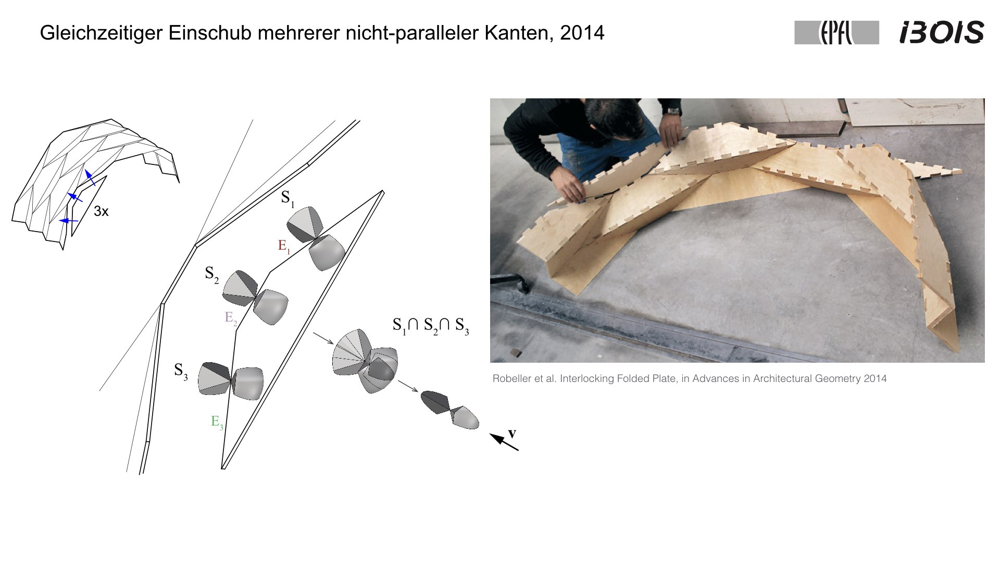 Gleichzeitiger Einschub mehrerer nicht-paralleler Kanten, 2014
EPFL
iBOIS
3x
S1
E1
S2
E2
S1∩ S2∩ S3
S3
E3
v
Robeller et al. Interlocking Folded Plate, in Advances in Architectural Geometry 2014